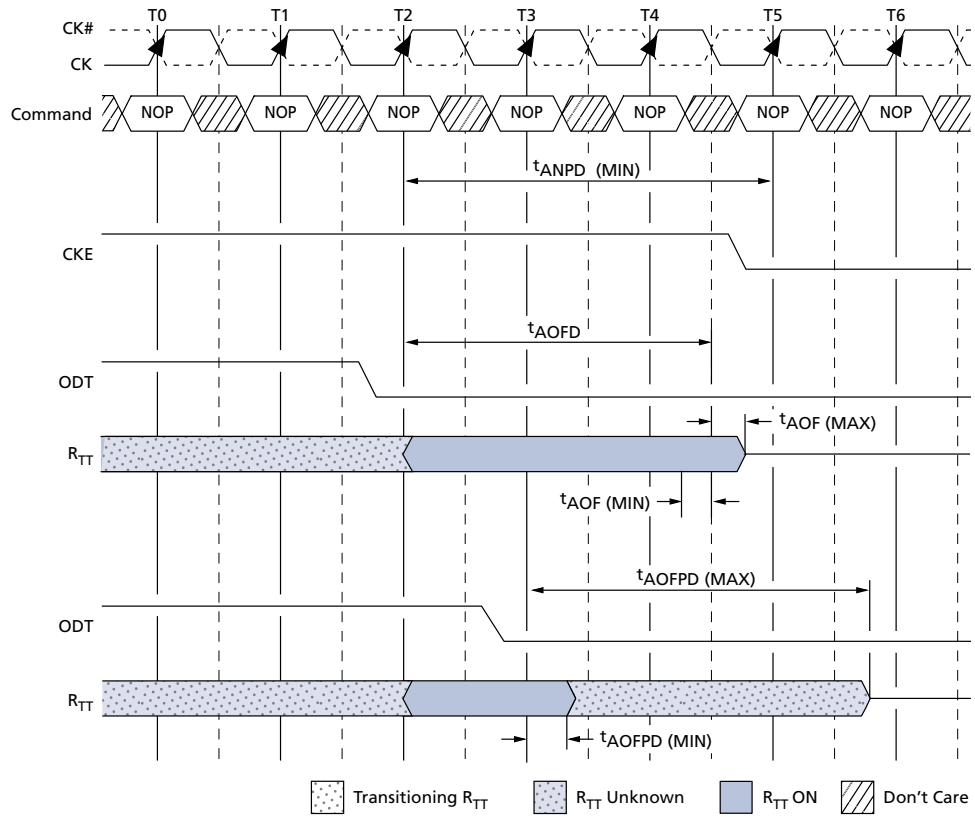 T0 T1 T2 T3 T4 T5 T6
CK#
CK
Command NOP NOP NOP NOP NOP NOP NOP
tANPD (MIN)
CKE
tAOFD
ODT
tAOF (MAX)
RTT
tAOF (MIN)
tAOFPD (MAX)
ODT
RTT
tAOFPD (MIN)
Transitioning RTT RTT Unknown RTT ON Don't Care